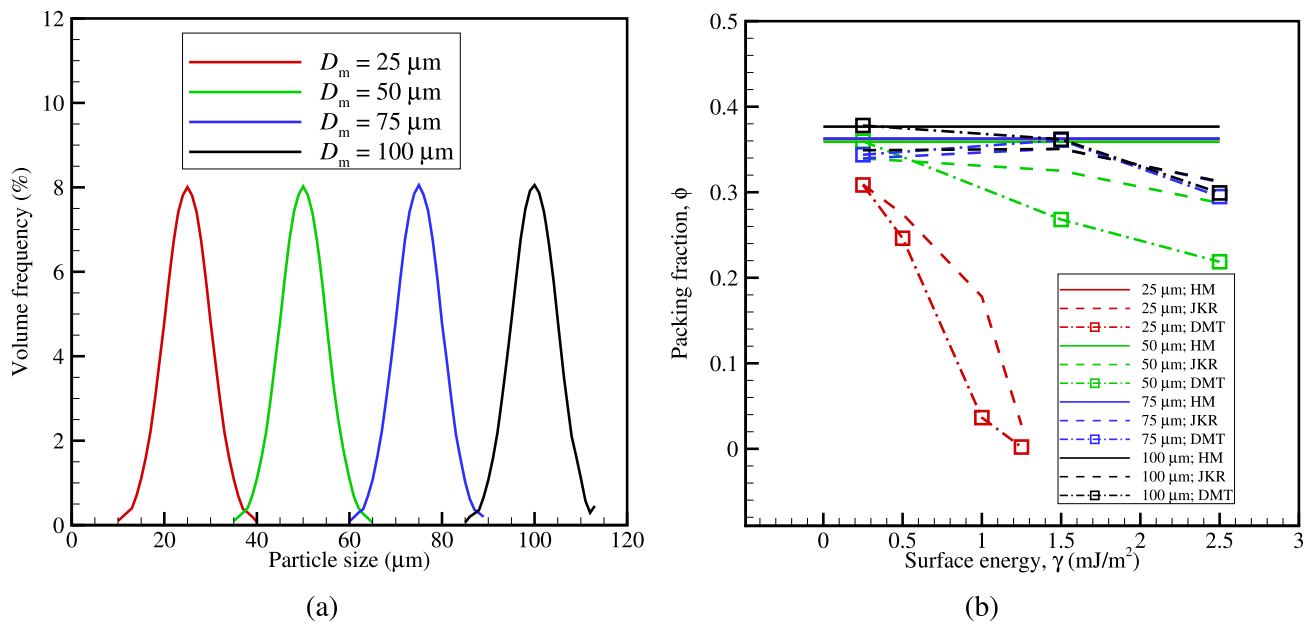 12
10
8
6
4
2
0
Volume frequency (%)
D_m = 25 μm
D_m = 50 μm
D_m = 75 μm
D_m = 100 μm
0 20 40 60 80 100 120
Particle size (μm)
(a)
0.5
0.4
0.3
0.2
0.1
0
Packing fraction, ϕ
25 μm; HM
25 μm; JKR
25 μm; DMT
50 μm; HM
50 μm; JKR
50 μm; DMT
75 μm; HM
75 μm; JKR
75 μm; DMT
100 μm; HM
100 μm; JKR
100 μm; DMT
0 0.5 1 1.5 2 2.5 3
Surface energy, γ (mJ/m²)
(b)